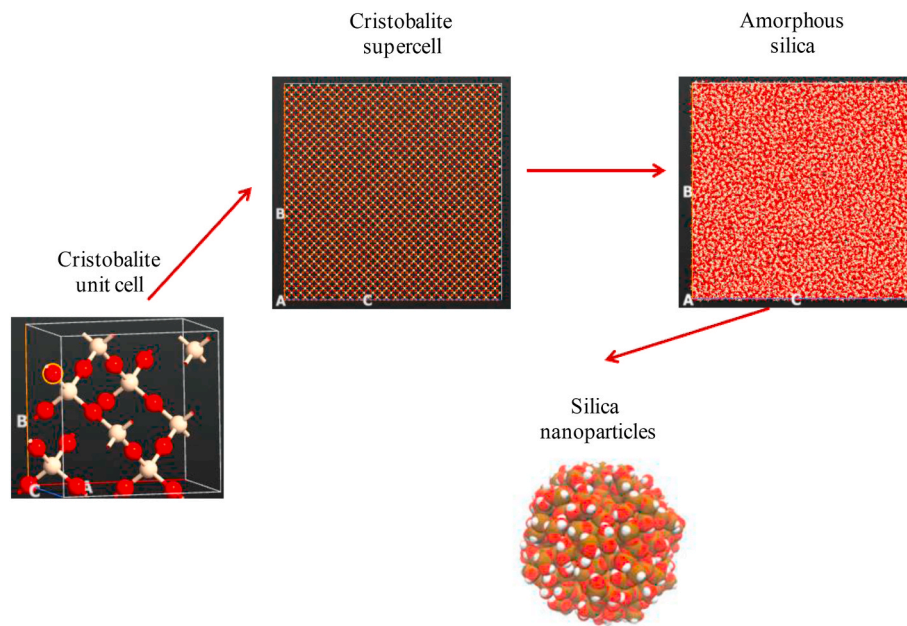 Cristobalite
supercell
Amorphous
silica
B
A
C
B
A
C
Cristobalite
unit cell
B
C
A
Silica
nanoparticles